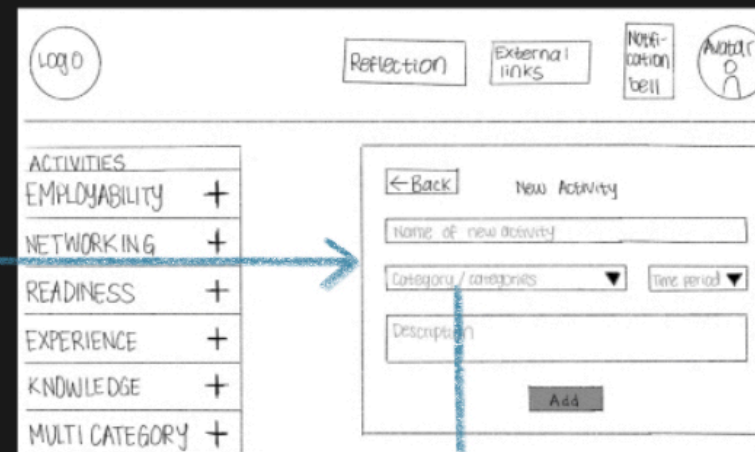 Logo
Reflection
External
links
Notifi-
cation
bell
Avatar
ACTIVITIES
EMPLOYABILITY +
NETWORKING +
READINESS +
EXPERIENCE +
KNOWLEDGE +
MULTI CATEGORY +
←Back
New Activity
Name of new activity
Category / categories
Time period
Description
Add